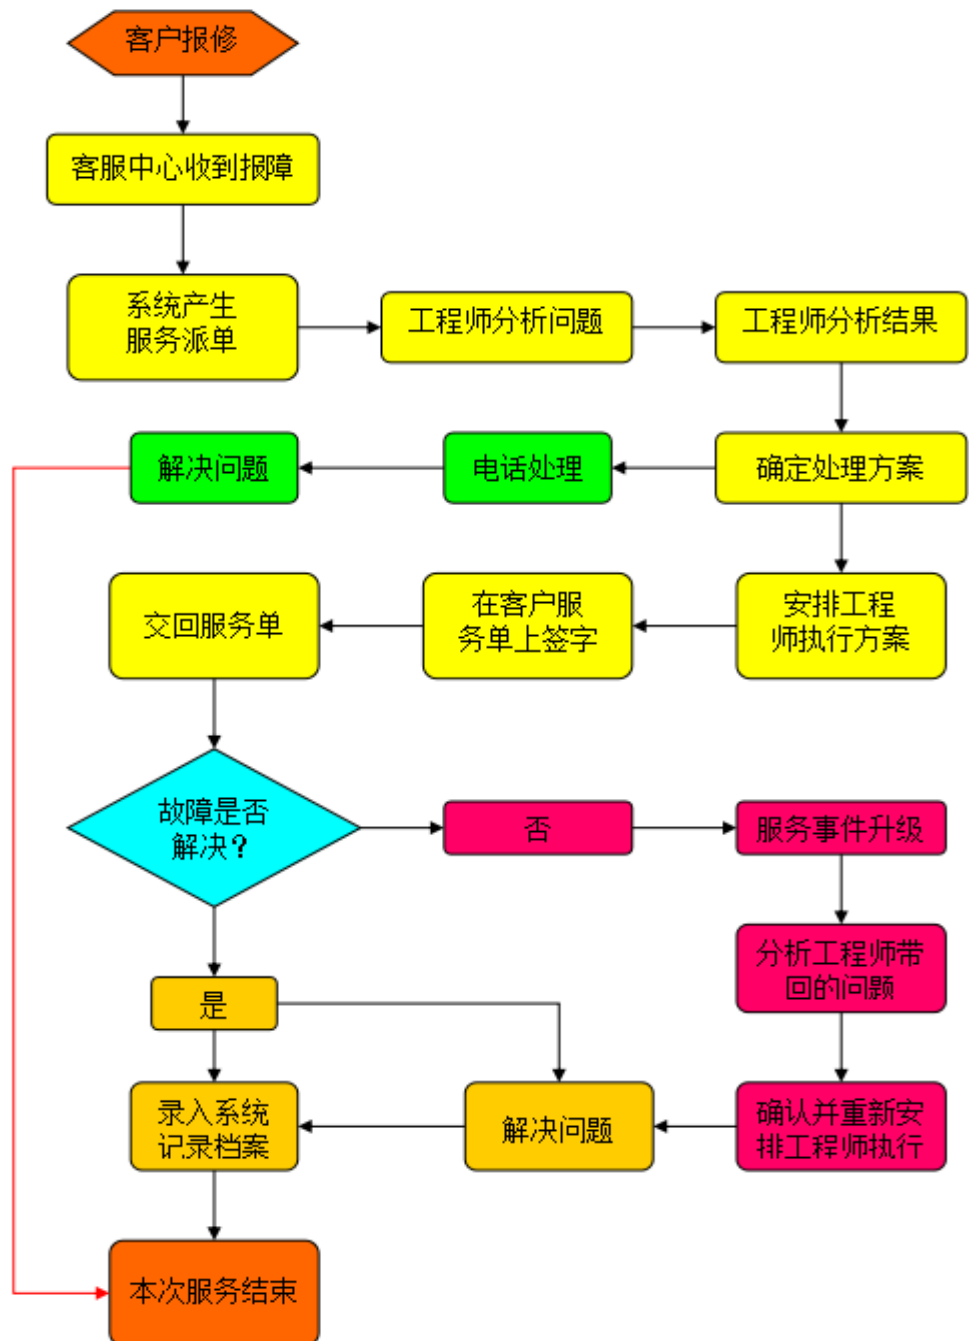 客户报修
客服中心收到报障
系统产生
服务派单
工程师分析问题
工程师分析结果
解决问题
电话处理
确定处理方案
交回服务单
在客户服
务单上签字
安排工程
师执行方案
故障是否
解决？
否
服务事件升级
分析工程师带
回的问题
是
录入系统
记录档案
解决问题
确认并重新安
排工程师执行
本次服务结束